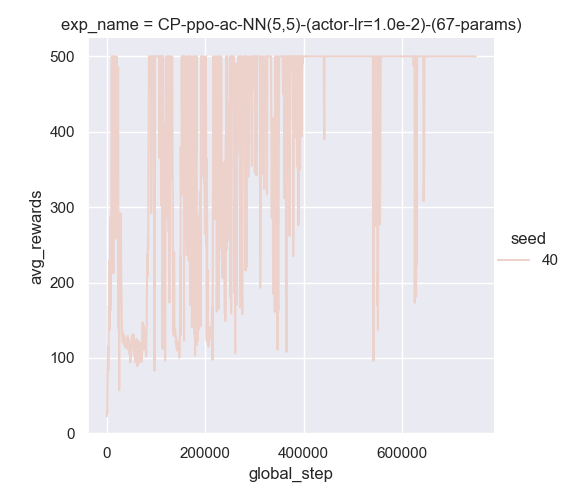 exp_name = CP-ppo-ac-NN(5,5)-(actor-lr=1.0e-2)-(67-params)
500
400
300
200
100
0
avg_rewards
0 200000 400000 600000
global_step
seed
40